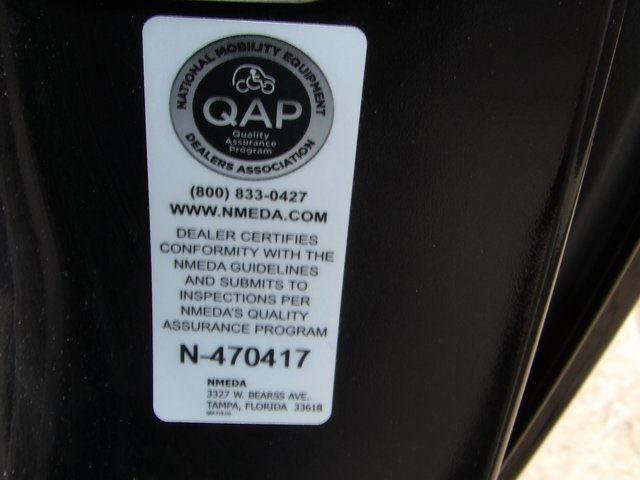 NATIONAL MOBILITY EQUIPMENT
QAP
Quality
Assurance
Program
DEALERS ASSOCIATION
(800) 833-0427
WWW.NMEDA.COM
DEALER CERTIFIES
CONFORMITY WITH THE
NMEDA GUIDELINES
AND SUBMITS TO
INSPECTIONS PER
NMEDA'S QUALITY
ASSURANCE PROGRAM
N-470417
NMEDA
3327 W. BEARSS AVE.
TAMPA, FLORIDA 33618